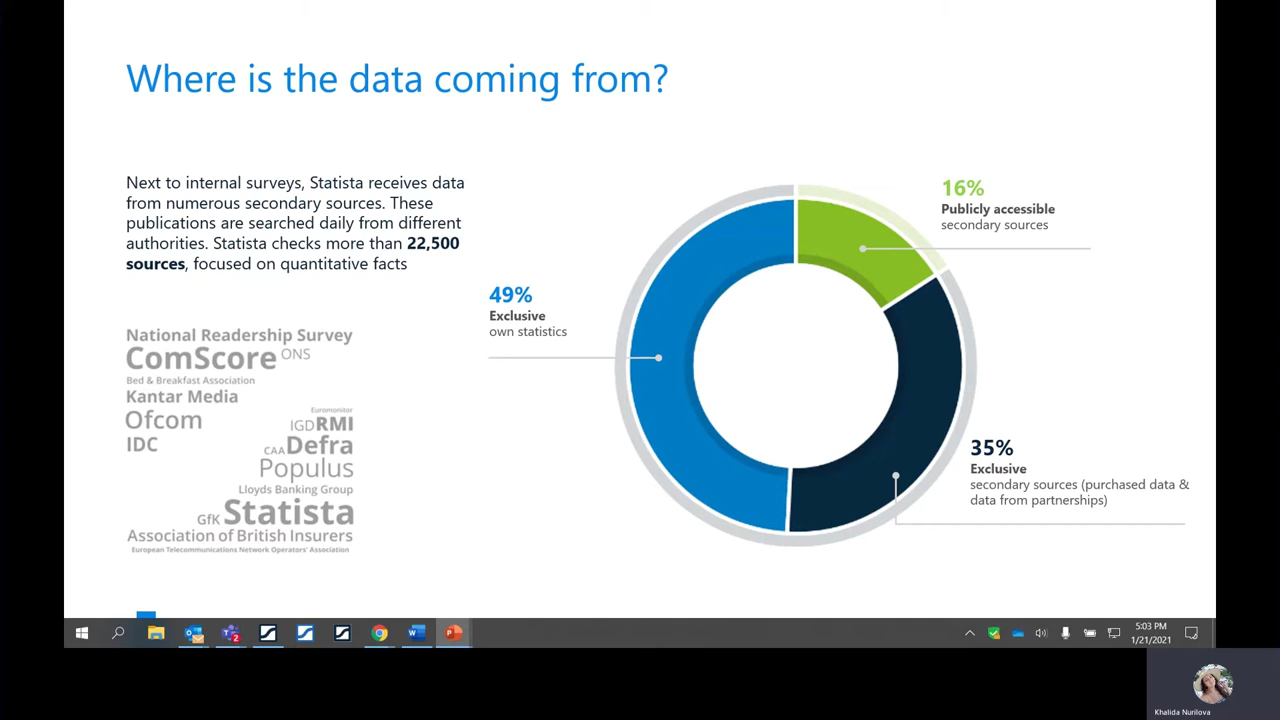 Where is the data coming from?
Next to internal surveys, Statista receives data
from numerous secondary sources. These
publications are searched daily from different
authorities. Statista checks more than 22,500
sources, focused on quantitative facts
16%
Publicly accessible
secondary sources
49%
Exclusive
own statistics
35%
Exclusive
secondary sources (purchased data &
data from partnerships)
National Readership Survey
ComScore ONS
Bed & Breakfast Association
Kantar Media
Euromonitor
Ofcom
IGD RMI
IDC
CAA Defra
Populus
Lloyds Banking Group
GfK Statista
Association of British Insurers
European Telecommunications Network Operators' Association
2
5:03 PM
1/21/2021
Khalida Nurilova